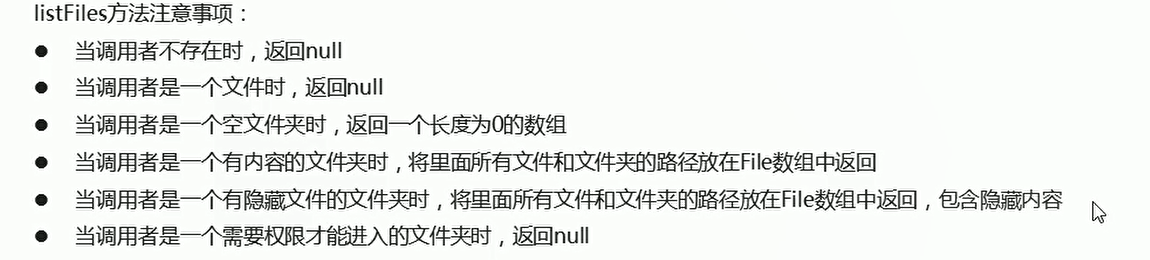 listFiles方法注意事项：
● 当调用者不存在时，返回null
● 当调用者是一个文件时，返回null
● 当调用者是一个空文件夹时，返回一个长度为0的数组
● 当调用者是一个有内容的文件夹时，将里面所有文件和文件夹的路径放在File数组中返回
● 当调用者是一个有隐藏文件的文件夹时，将里面所有文件和文件夹的路径放在File数组中返回，包含隐藏内容
● 当调用者是一个需要权限才能进入的文件夹时，返回null